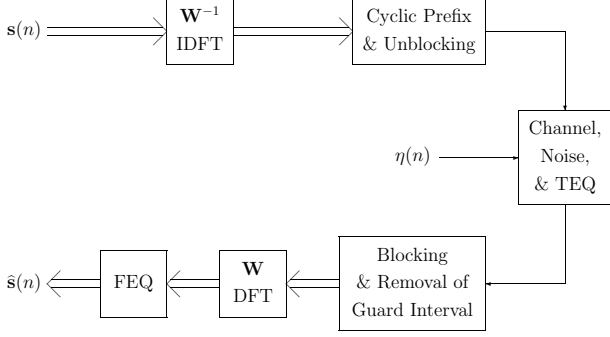 s(n)
W⁻¹
IDFT
Cyclic Prefix
& Unblocking
Channel,
Noise,
& TEQ
η(n)
Blocking
& Removal of
Guard Interval
W
DFT
FEQ
ŝ(n)